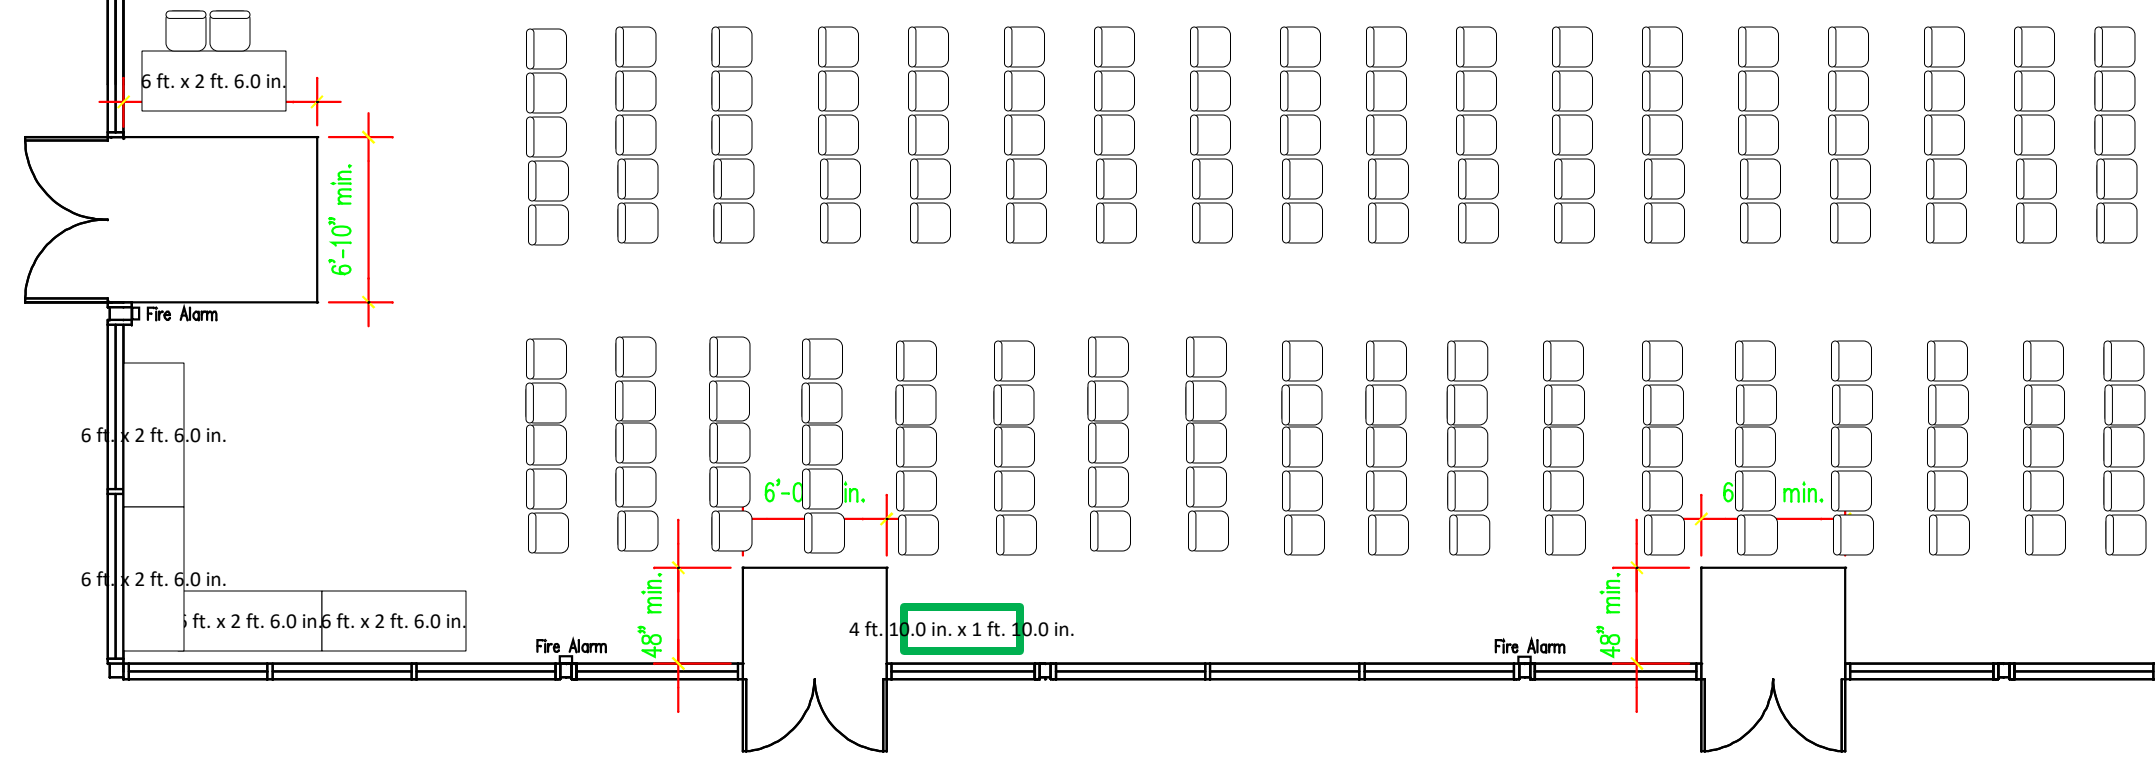 6 ft. x 2 ft. 6.0 in.
6'-10" min.
Fire Alarm
6 ft. x 2 ft. 6.0 in.
6'-0 in.
6 min.
6 ft. x 2 ft. 6.0 in.
48" min.
48" min.
ft. x 2 ft. 6.0 in.
6 ft. x 2 ft. 6.0 in.
4 ft. 10.0 in. x 1 ft. 10.0 in.
Fire Alarm
Fire Alarm